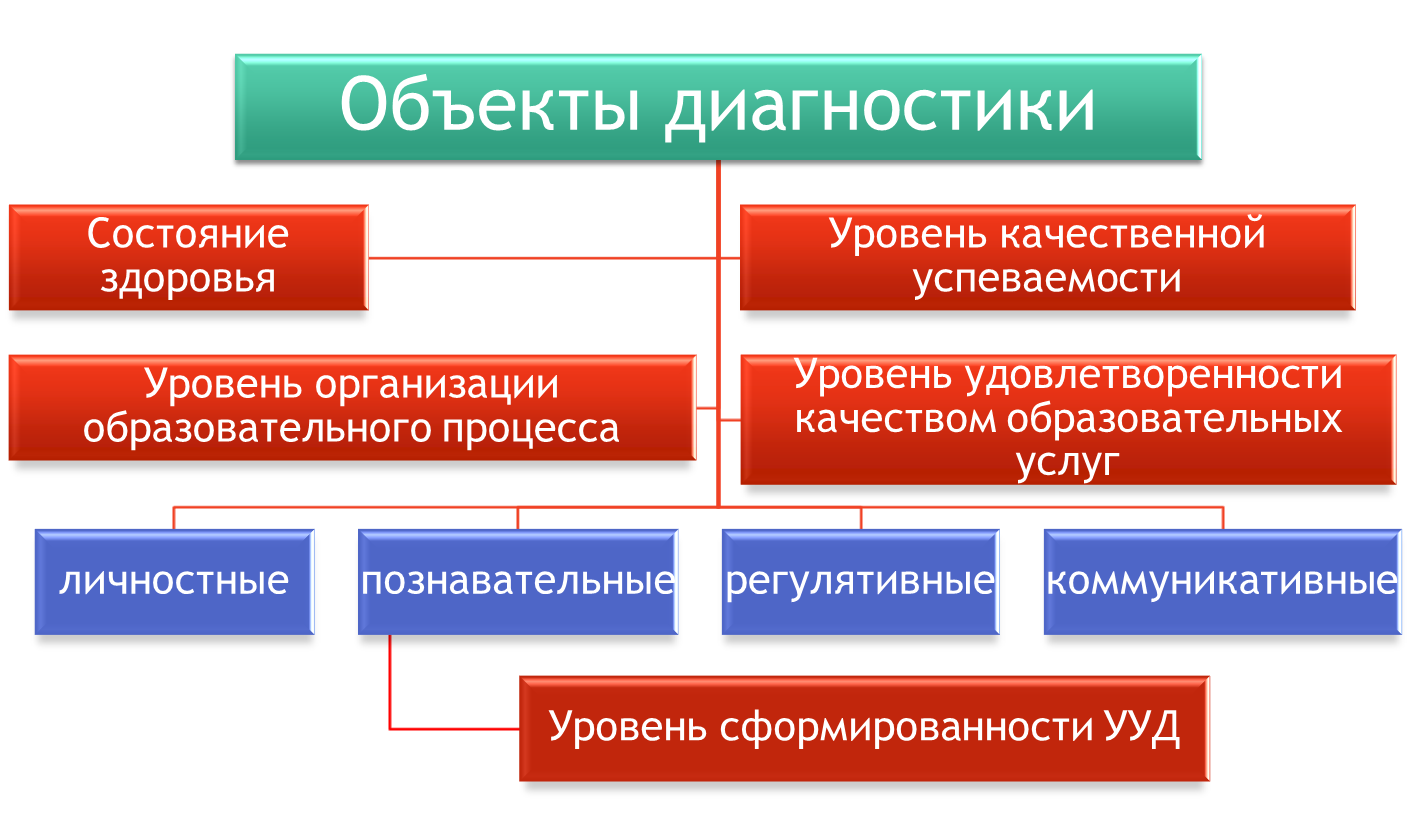 Объекты диагностики
Состояние
здоровья
Уровень качественной
успеваемости
Уровень организации
образовательного процесса
Уровень удовлетворенности
качеством образовательных
услуг
личностные
познавательные
регулятивные
коммуникативные
Уровень сформированности УУД